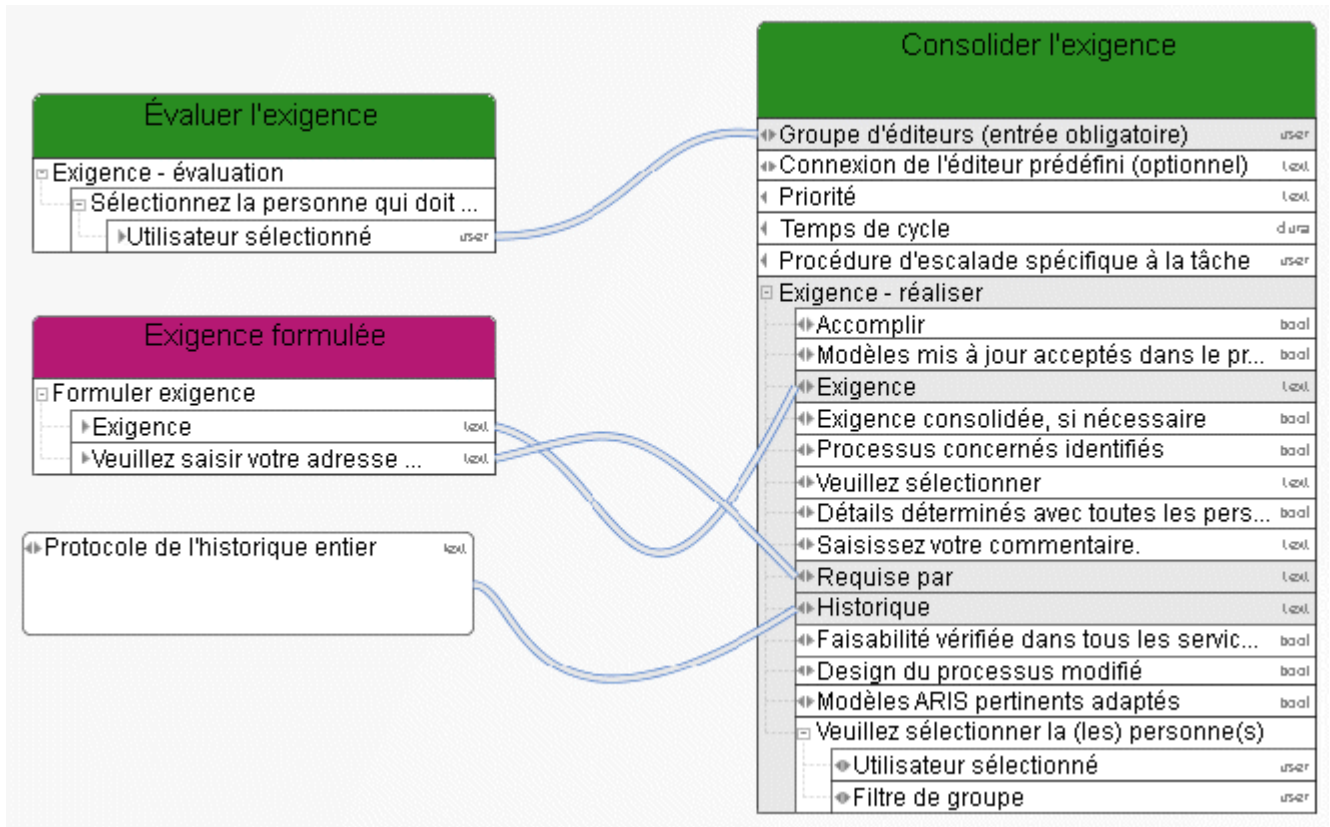 Évaluer l'exigence
Exigence - évaluation
Sélectionnez la personne qui doit ...
Utilisateur sélectionné user
Exigence formulée
Formuler exigence
Exigence text
Veuillez saisir votre adresse ... text
Protocole de l'historique entier text
Consolider l'exigence
Groupe d'éditeurs (entrée obligatoire) user
Connexion de l'éditeur prédéfini (optionnel) text
Priorité text
Temps de cycle dura
Procédure d'escalade spécifique à la tâche user
Exigence - réaliser
Accomplir bool
Modèles mis à jour acceptés dans le pr... bool
Exigence text
Exigence consolidée, si nécessaire bool
Processus concernés identifiés bool
Veuillez sélectionner text
Détails déterminés avec toutes les pers... bool
Saisissez votre commentaire. text
Requise par text
Historique text
Faisabilité vérifiée dans tous les servic... bool
Design du processus modifié bool
Modèles ARIS pertinents adaptés bool
Veuillez sélectionner la (les) personne(s)
Utilisateur sélectionné user
Filtre de groupe user